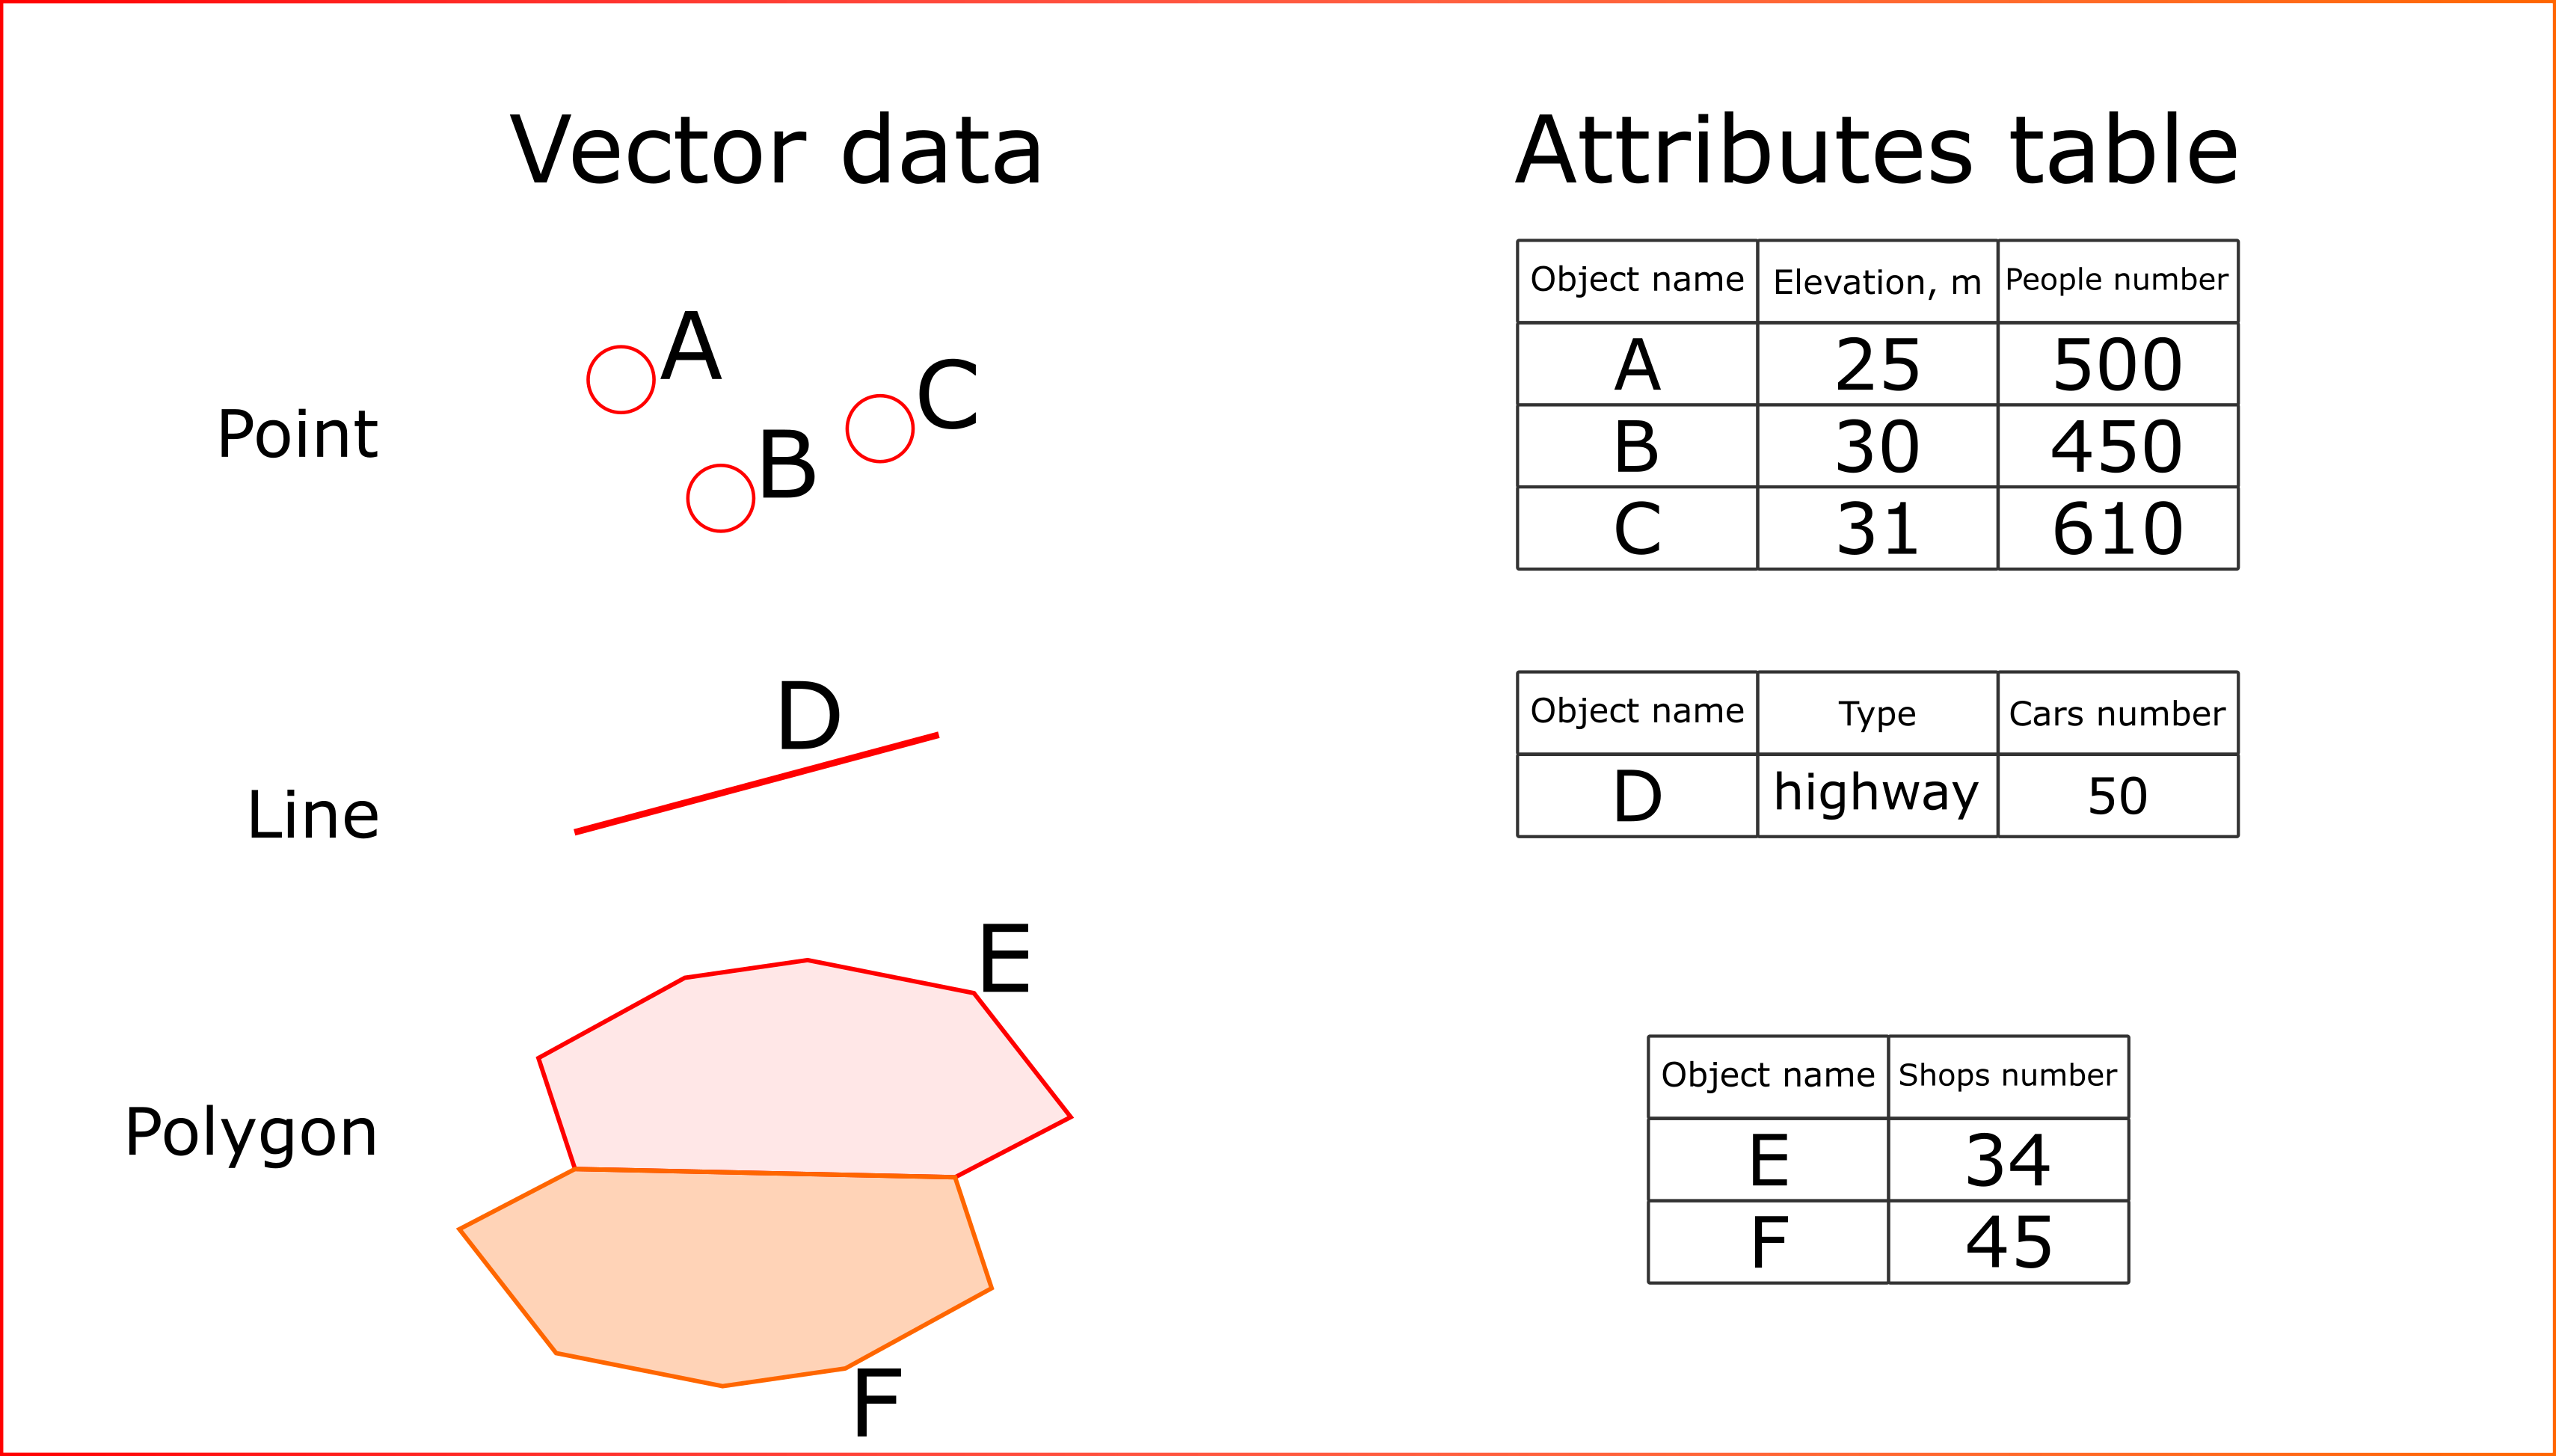 Vector data
Attributes table
Point
A
B
C
Object name Elevation, m People number
A 25 500
B 30 450
C 31 610
Line
D
Object name Type Cars number
D highway 50
Polygon
E
F
Object name Shops number
E 34
F 45